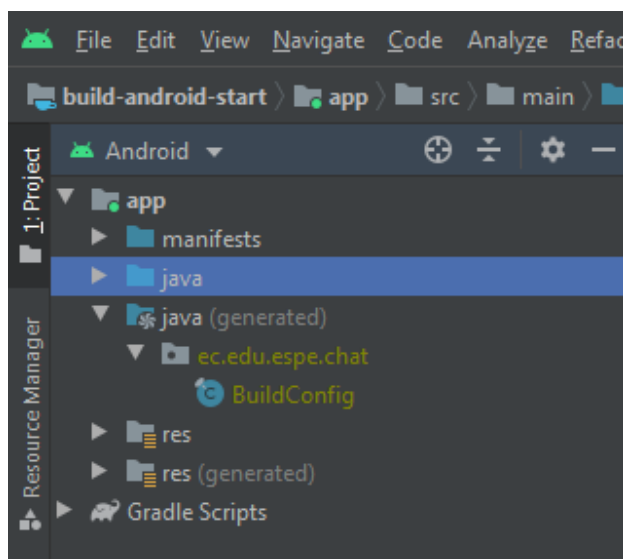 File Edit View Navigate Code Analyze Refac
build-android-start app src main
Android
1: Project
app
manifests
java
java (generated)
ec.edu.espe.chat
BuildConfig
res
res (generated)
Gradle Scripts
Resource Manager